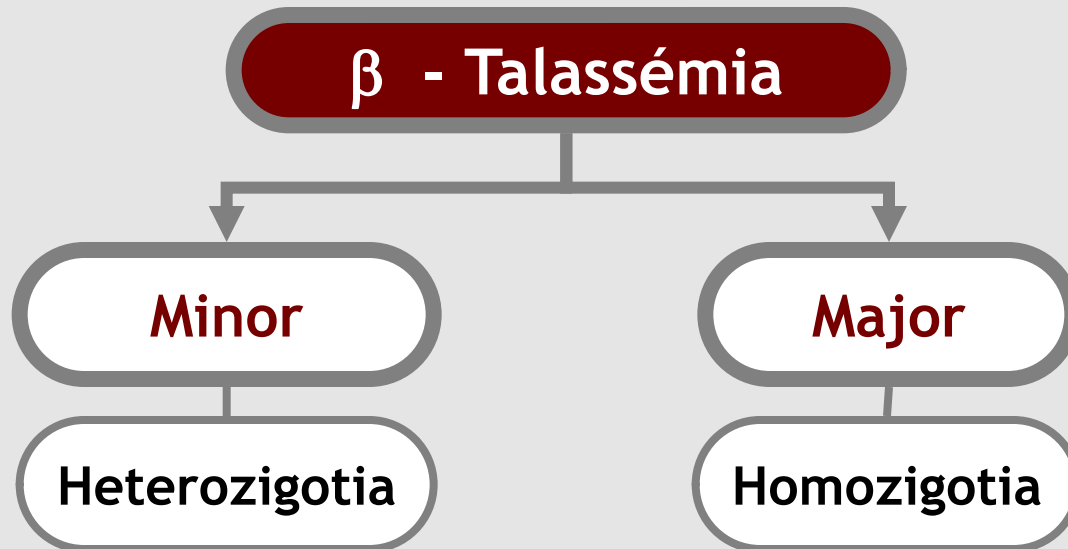 β - Talassémia
Minor
Major
Heterozigotia
Homozigotia